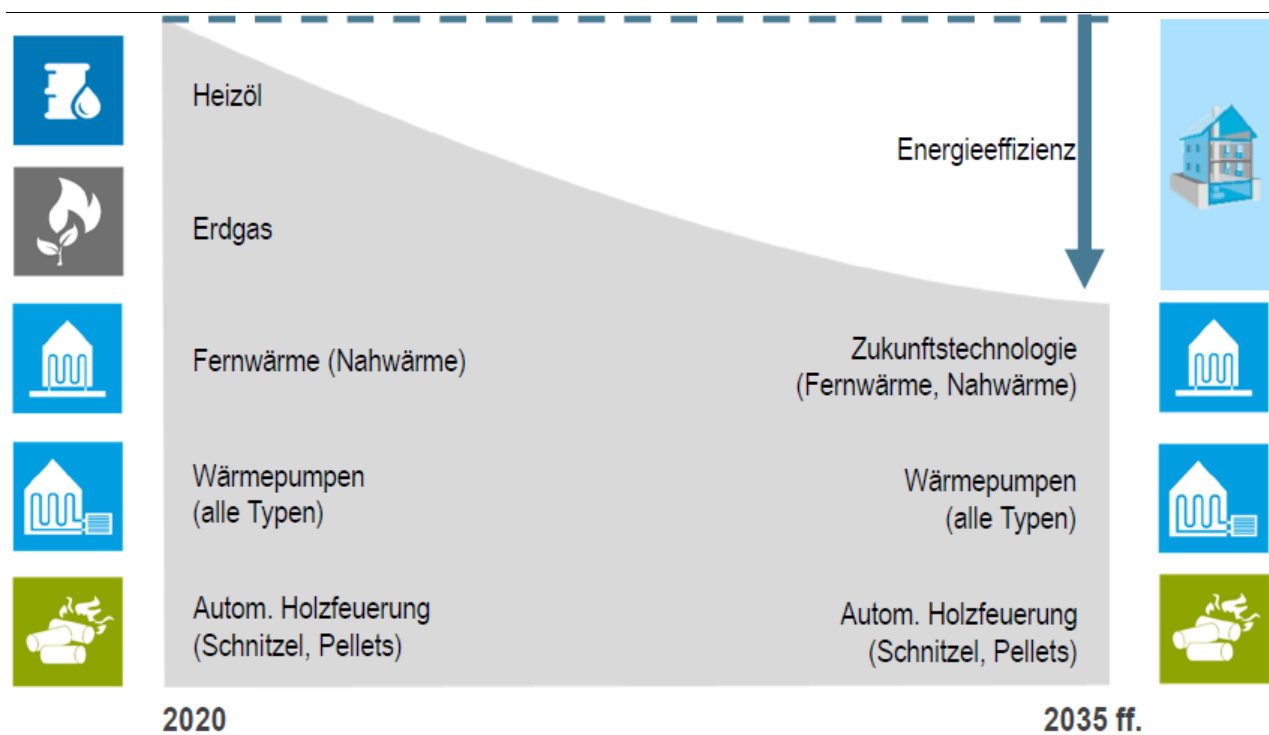 Heizöl
Energieeffizienz
Erdgas
Fernwärme (Nahwärme)
Zukunftstechnologie
(Fernwärme, Nahwärme)
Wärmepumpen
(alle Typen)
Wärmepumpen
(alle Typen)
Autom. Holzfeuerung
(Schnitzel, Pellets)
Autom. Holzfeuerung
(Schnitzel, Pellets)
2020
2035 ff.